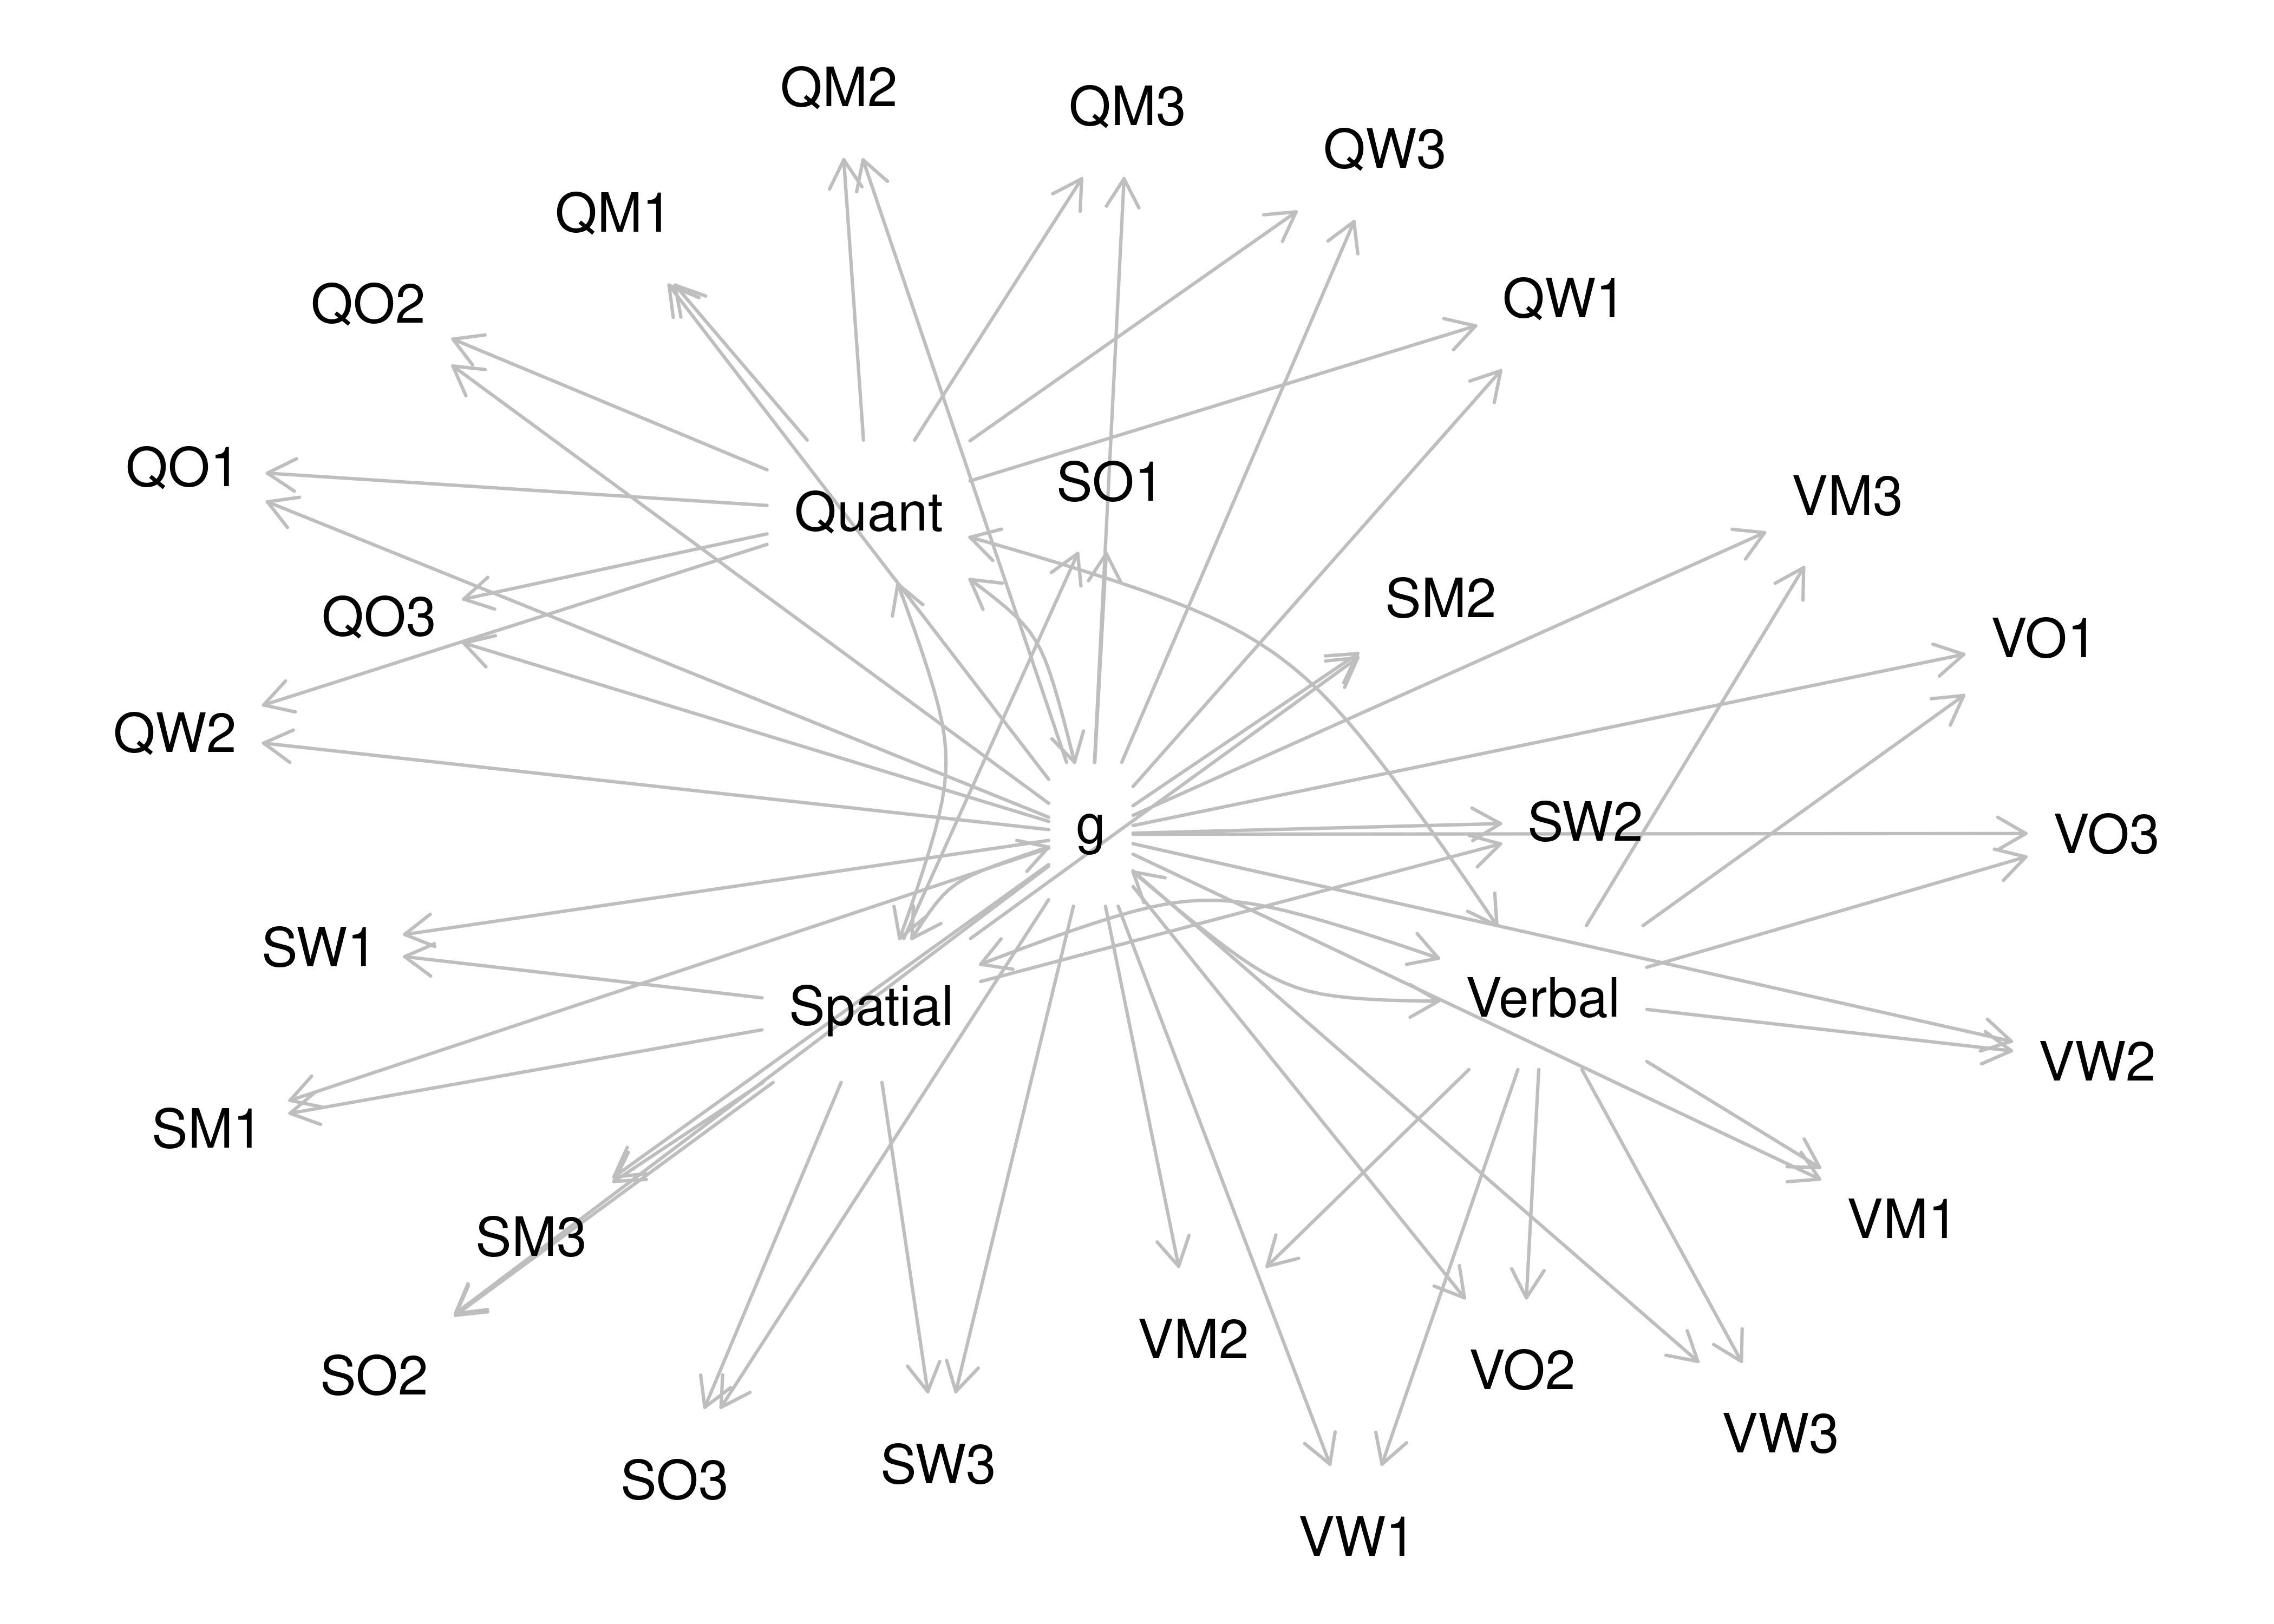 QM2
QM3
QW3
QM1
QO2
QW1
QO1
SO1
VM3
Quant
SM2
QO3
VO1
QW2
g
SW2
VO3
SW1
Spatial
Verbal
VW2
SM1
VM1
SM3
VM2
VO2
SO2
VW3
SW3
SO3
VW1